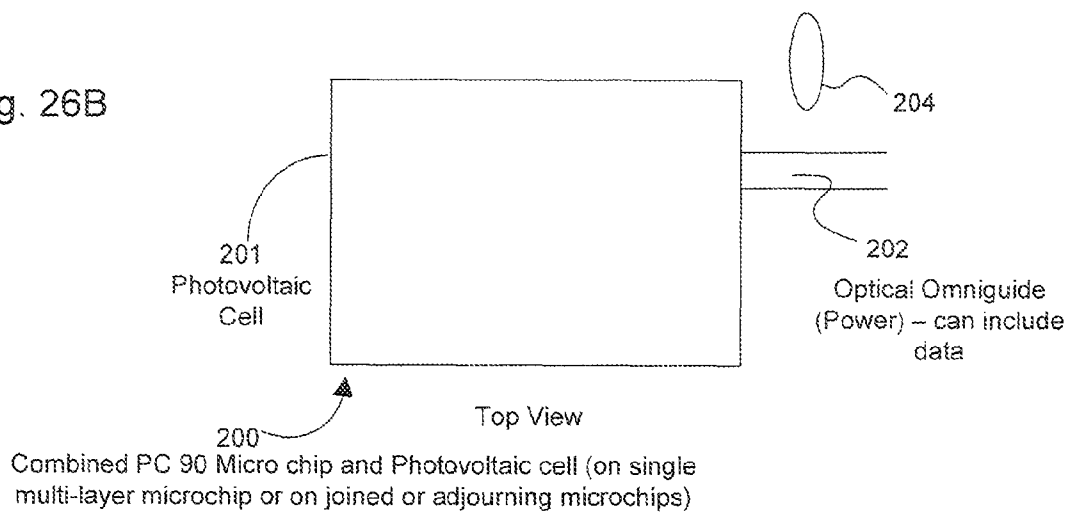 g. 26B
204
201
Photovoltaic
Cell
202
Optical Omniguide
(Power) – can include
data
Top View
200
Combined PC 90 Micro chip and Photovoltaic cell (on single
multi-layer microchip or on joined or adjourning microchips)